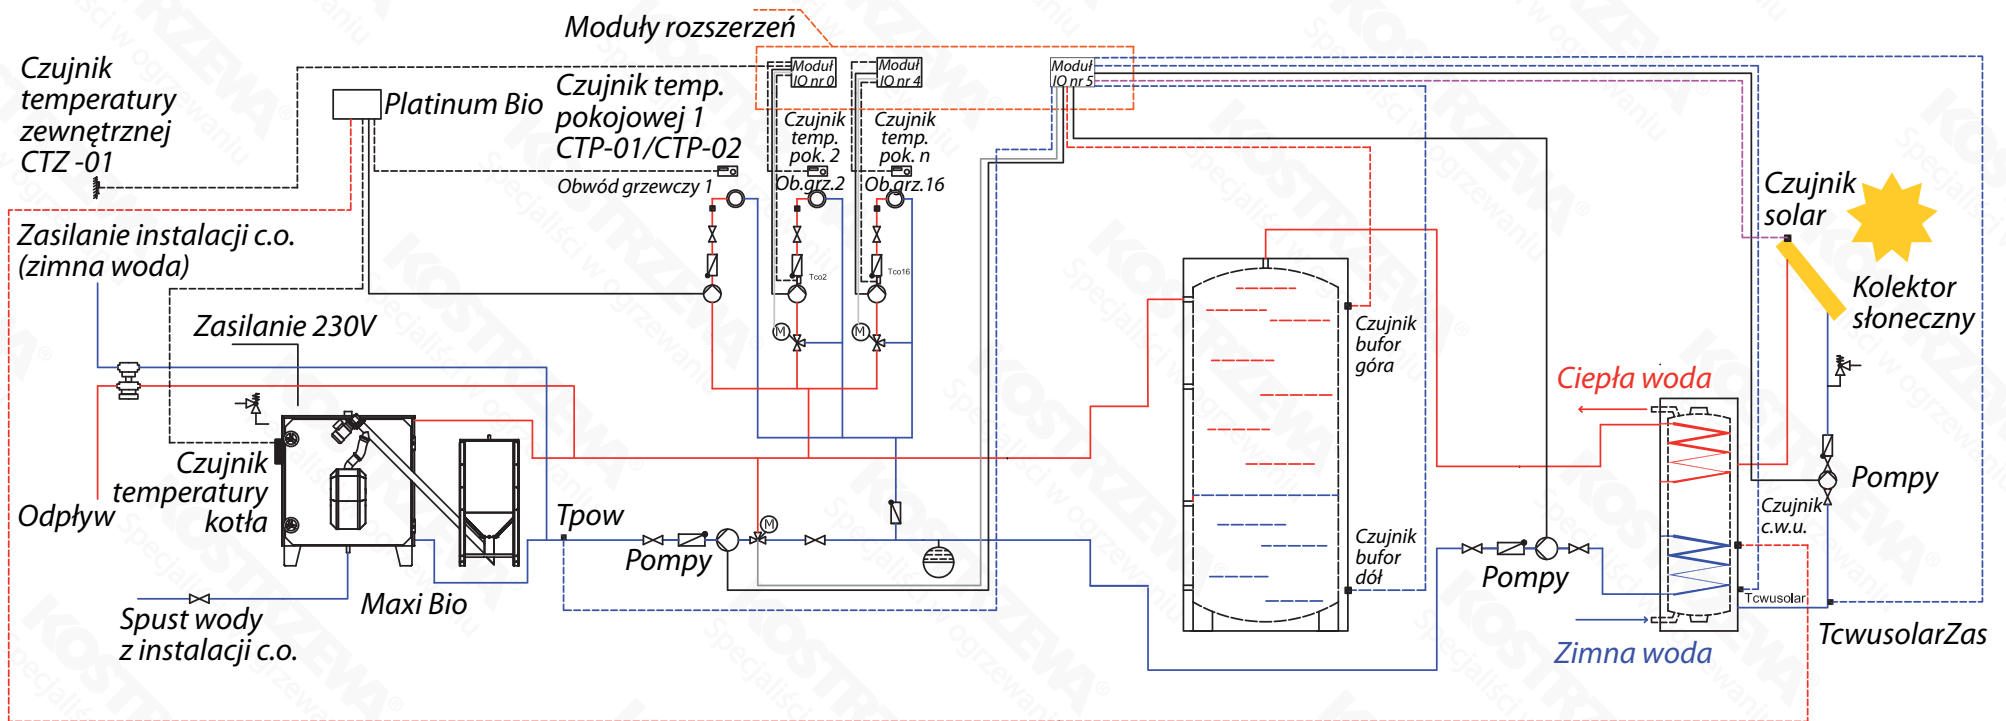 Moduły rozszerzeń
Czujnik
temperatury
zewnętrznej
CTZ -01
Platinum Bio
Czujnik temp.
pokojowej 1
CTP-01/CTP-02
Obwód grzewczy 1
Moduł
IO nr 0
Moduł
IO nr 4
Moduł
IO nr 5
Czujnik
temp.
pok. 2
Ob.grz.2
Czujnik
temp.
pok. n
Ob.grz.16
Zasilanie instalacji c.o.
(zimna woda)
Zasilanie 230V
Tco2
Tco16
M
M
Czujnik
solar
Kolektor
słoneczny
Czujnik
bufor
góra
Ciepła woda
Czujnik
temperatury
kotła
Odpływ
Tpow
Pompy
M
Maxi Bio
Spust wody
z instalacji c.o.
Czujnik
bufor
dół
Pompy
Pompy
Czujnik
c.w.u.
Tcwusolar
TcwusolarZas
Zimna woda
KOSTRZEWA®
Specjaliści w ogrzewaniu